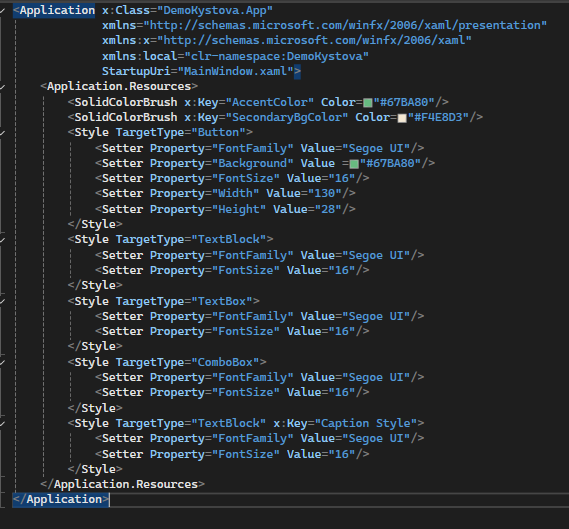 <Application x:Class="DemoKystova.App"
xmlns="http://schemas.microsoft.com/winfx/2006/xaml/presentation"
xmlns:x="http://schemas.microsoft.com/winfx/2006/xaml"
xmlns:local="clr-namespace:DemoKystova"
StartupUri="MainWindow.xaml">
<Application.Resources>
<SolidColorBrush x:Key="AccentColor" Color="#67BA80"/>
<SolidColorBrush x:Key="SecondaryBgColor" Color="#F4E8D3"/>
<Style TargetType="Button">
<Setter Property="FontFamily" Value="Segoe UI"/>
<Setter Property="Background" Value ="#67BA80"/>
<Setter Property="FontSize" Value="16"/>
<Setter Property="Width" Value="130"/>
<Setter Property="Height" Value="28"/>
</Style>
<Style TargetType="TextBlock">
<Setter Property="FontFamily" Value="Segoe UI"/>
<Setter Property="FontSize" Value="16"/>
</Style>
<Style TargetType="TextBox">
<Setter Property="FontFamily" Value="Segoe UI"/>
<Setter Property="FontSize" Value="16"/>
</Style>
<Style TargetType="ComboBox">
<Setter Property="FontFamily" Value="Segoe UI"/>
<Setter Property="FontSize" Value="16"/>
</Style>
<Style TargetType="TextBlock" x:Key="Caption Style">
<Setter Property="FontFamily" Value="Segoe UI"/>
<Setter Property="FontSize" Value="16"/>
</Style>
</Application.Resources>
</Application>